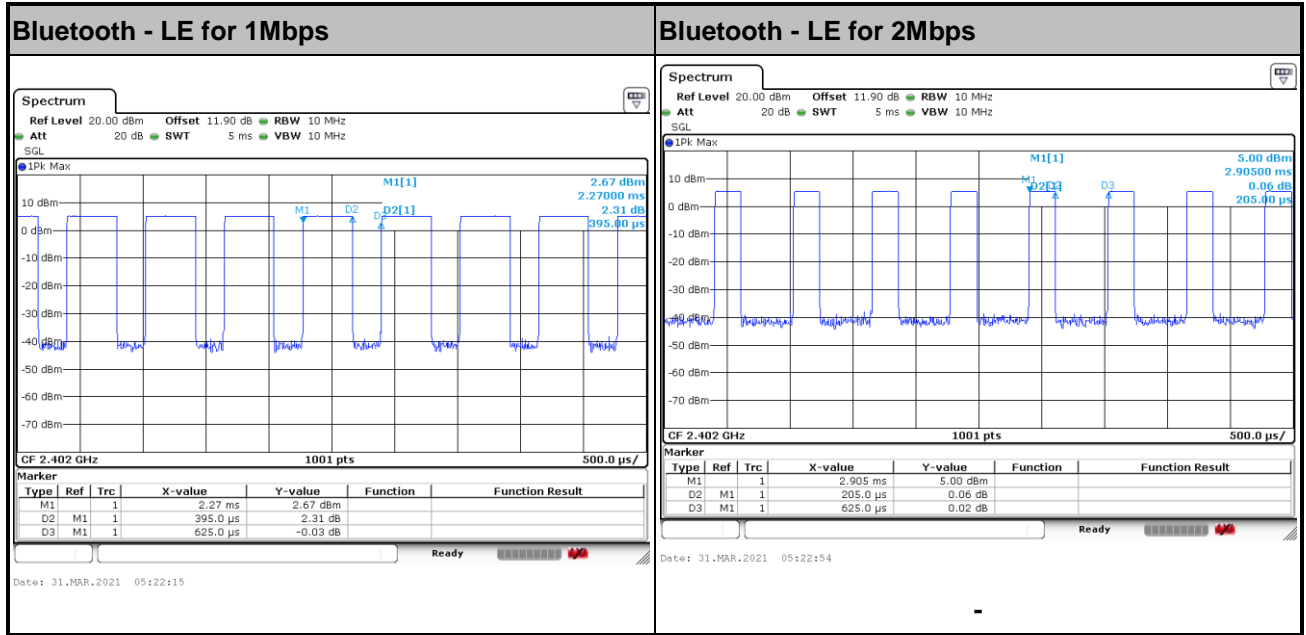 Bluetooth - LE for 1Mbps
Spectrum
Ref Level 20.00 dBm Offset 11.90 dB RBW 10 MHz
Att 20 dB SWT 5 ms VBW 10 MHz
SGL
1Pk Max
M1[1] 2.67 dBm
2.27000 ms
10 dBm
M1 D2 D2[1] 2.31 dB
395.00 µs
0 dBm
-10 dBm
-20 dBm
-30 dBm
-40 dBm
-50 dBm
-60 dBm
-70 dBm
CF 2.402 GHz 1001 pts 500.0 µs/
Marker
Type Ref Trc X-value Y-value Function Function Result
M1 1 2.27 ms 2.67 dBm
D2 M1 1 395.0 µs 2.31 dB
D3 M1 1 625.0 µs -0.03 dB
Ready
Date: 31.MAR.2021 05:22:15
Bluetooth - LE for 2Mbps
Spectrum
Ref Level 20.00 dBm Offset 11.90 dB RBW 10 MHz
Att 20 dB SWT 5 ms VBW 10 MHz
SGL
1Pk Max
M1[1] 5.00 dBm
2.90500 ms
10 dBm
M1 D2[1] D3 0.06 dB
205.00 µs
0 dBm
-10 dBm
-20 dBm
-30 dBm
-40 dBm
-50 dBm
-60 dBm
-70 dBm
CF 2.402 GHz 1001 pts 500.0 µs/
Marker
Type Ref Trc X-value Y-value Function Function Result
M1 1 2.905 ms 5.00 dBm
D2 M1 1 205.0 µs 0.06 dB
D3 M1 1 625.0 µs 0.02 dB
Ready
Date: 31.MAR.2021 05:22:54
-